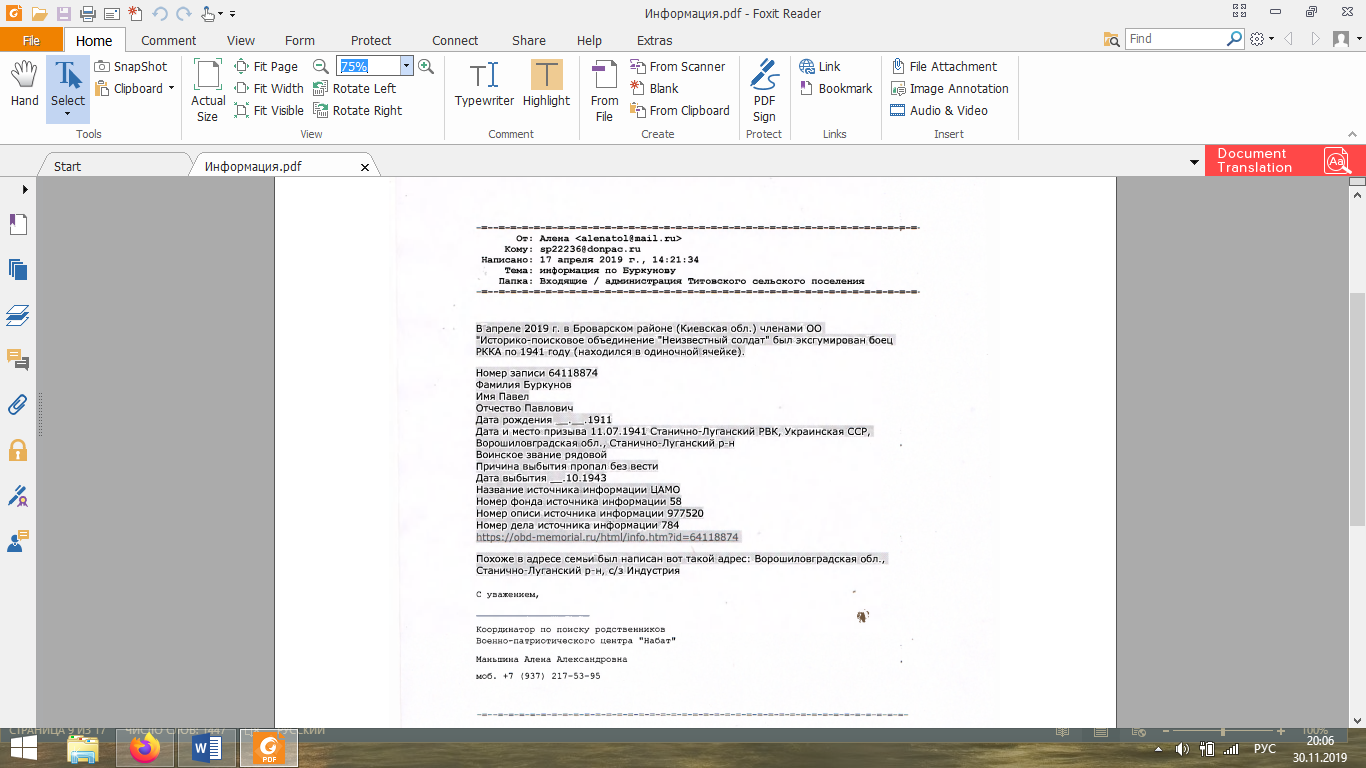 Информация.pdf - Foxit Reader
File Home Comment View Form Protect Connect Share Help Extras Find
Hand
Select
SnapShot
Clipboard
Tools
Actual Size
Fit Page
Fit Width
Fit Visible
75%
Rotate Left
Rotate Right
View
Typewriter
Highlight
Comment
From File
From Scanner
Blank
From Clipboard
Create
PDF Sign
Protect
Link
Bookmark
Links
File Attachment
Image Annotation
Audio & Video
Insert
Start
Информация.pdf
Document Translation
От: Алена <alenatol@mail.ru>
Кому: sp22236@donpac.ru
Написано: 17 апреля 2019 г., 14:21:34
Тема: информация по Буркунову
Папка: Входящие / администрация Титовского сельского поселения
В апреле 2019 г. в Броварском районе (Киевская обл.) членами ОО
"Историко-поисковое объединение "Неизвестный солдат" был эксгумирован боец
РККА по 1941 году (находился в одиночной ячейке).
Номер записи 64118874
Фамилия Буркунов
Имя Павел
Отчество Павлович
Дата рождения __.__.1911
Дата и место призыва 11.07.1941 Станично-Луганский РВК, Украинская ССР,
Ворошиловградская обл., Станично-Луганский р-н
Воинское звание рядовой
Причина выбытия пропал без вести
Дата выбытия __.10.1943
Название источника информации ЦАМО
Номер фонда источника информации 58
Номер описи источника информации 977520
Номер дела источника информации 784
https://obd-memorial.ru/html/info.htm?id=64118874
Похоже в адресе семьи был написан вот такой адрес: Ворошиловградская обл.,
Станично-Луганский р-н, с/з Индустрия
С уважением,
Координатор по поиску родственников
Военно-патриотического центра "Набат"
Маньшина Алена Александровна
моб. +7 (937) 217-53-95
СТРАНИЦА 9 ИЗ 17 ЧИСЛО СЛОВ: 100%
РУС
20:06
30.11.2019